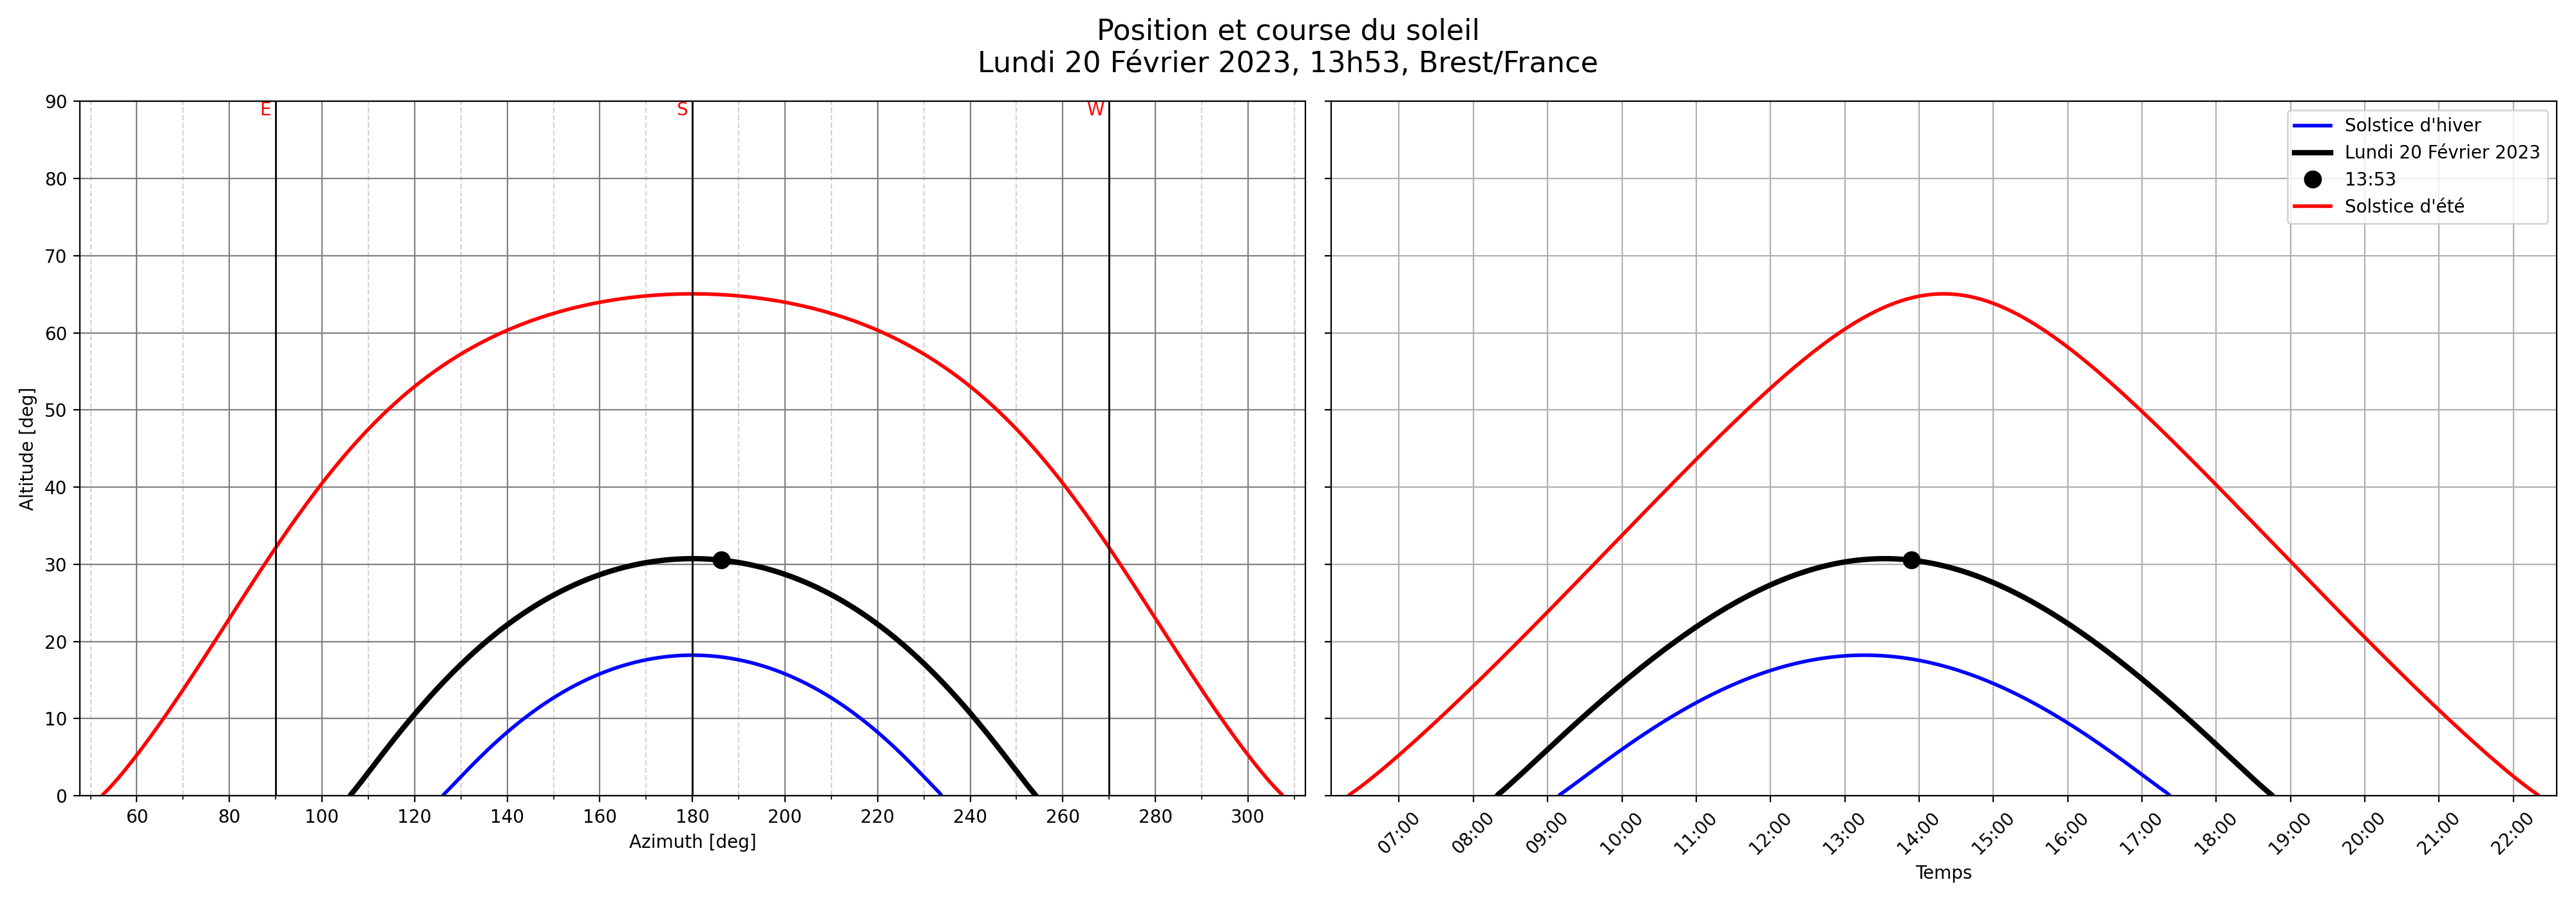 Position et course du soleil
Lundi 20 Février 2023, 13h53, Brest/France
E
S
W
90
80
70
60
50
40
30
20
10
0
Altitude [deg]
60 80 100 120 140 160 180 200 220 240 260 280 300
Azimuth [deg]
Solstice d'hiver
Lundi 20 Février 2023
13:53
Solstice d'été
07:00 08:00 09:00 10:00 11:00 12:00 13:00 14:00 15:00 16:00 17:00 18:00 19:00 20:00 21:00 22:00
Temps